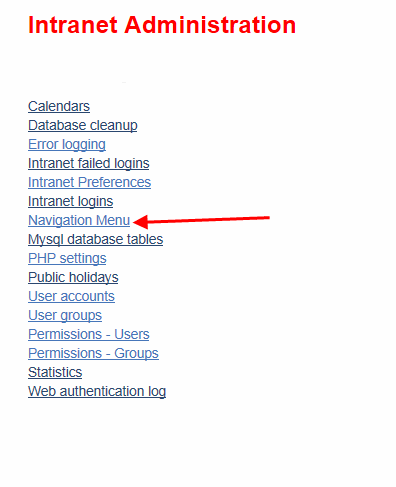 Intranet Administration
Calendars
Database cleanup
Error logging
Intranet failed logins
Intranet Preferences
Intranet logins
Navigation Menu
Mysql database tables
PHP settings
Public holidays
User accounts
User groups
Permissions - Users
Permissions - Groups
Statistics
Web authentication log